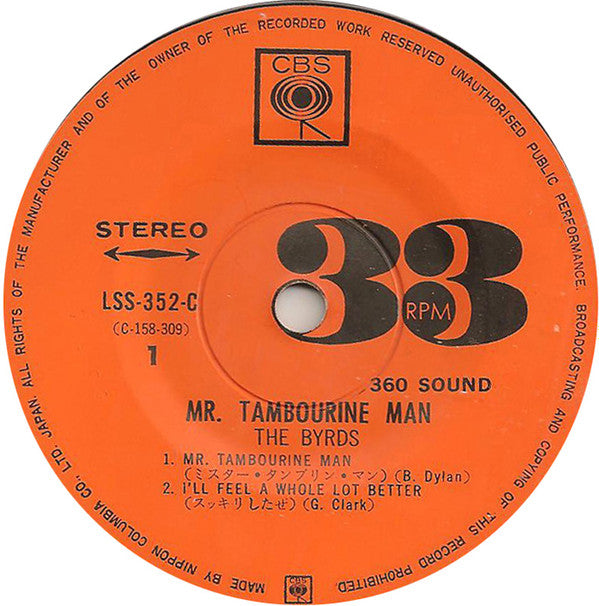 ALL RIGHTS OF THE MANUFACTURER AND OF THE OWNER OF THE RECORDED WORK RESERVED UNAUTHORISED PUBLIC PERFORMANCE. BROADCASTING AND COPYING OF THIS RECORD PROHIBITED.
CBS
STEREO
33
RPM
LSS-352-C
(C-158-309)
1
360 SOUND
MR. TAMBOURINE MAN
THE BYRDS
1. MR. TAMBOURINE MAN
(ミスター・タンブリン・マン) (B. Dylan)
2. I'LL FEEL A WHOLE LOT BETTER
(スッキリしたぜ) (G. Clark)
MADE BY NIPPON COLUMBIA CO., LTD. JAPAN.
CBS